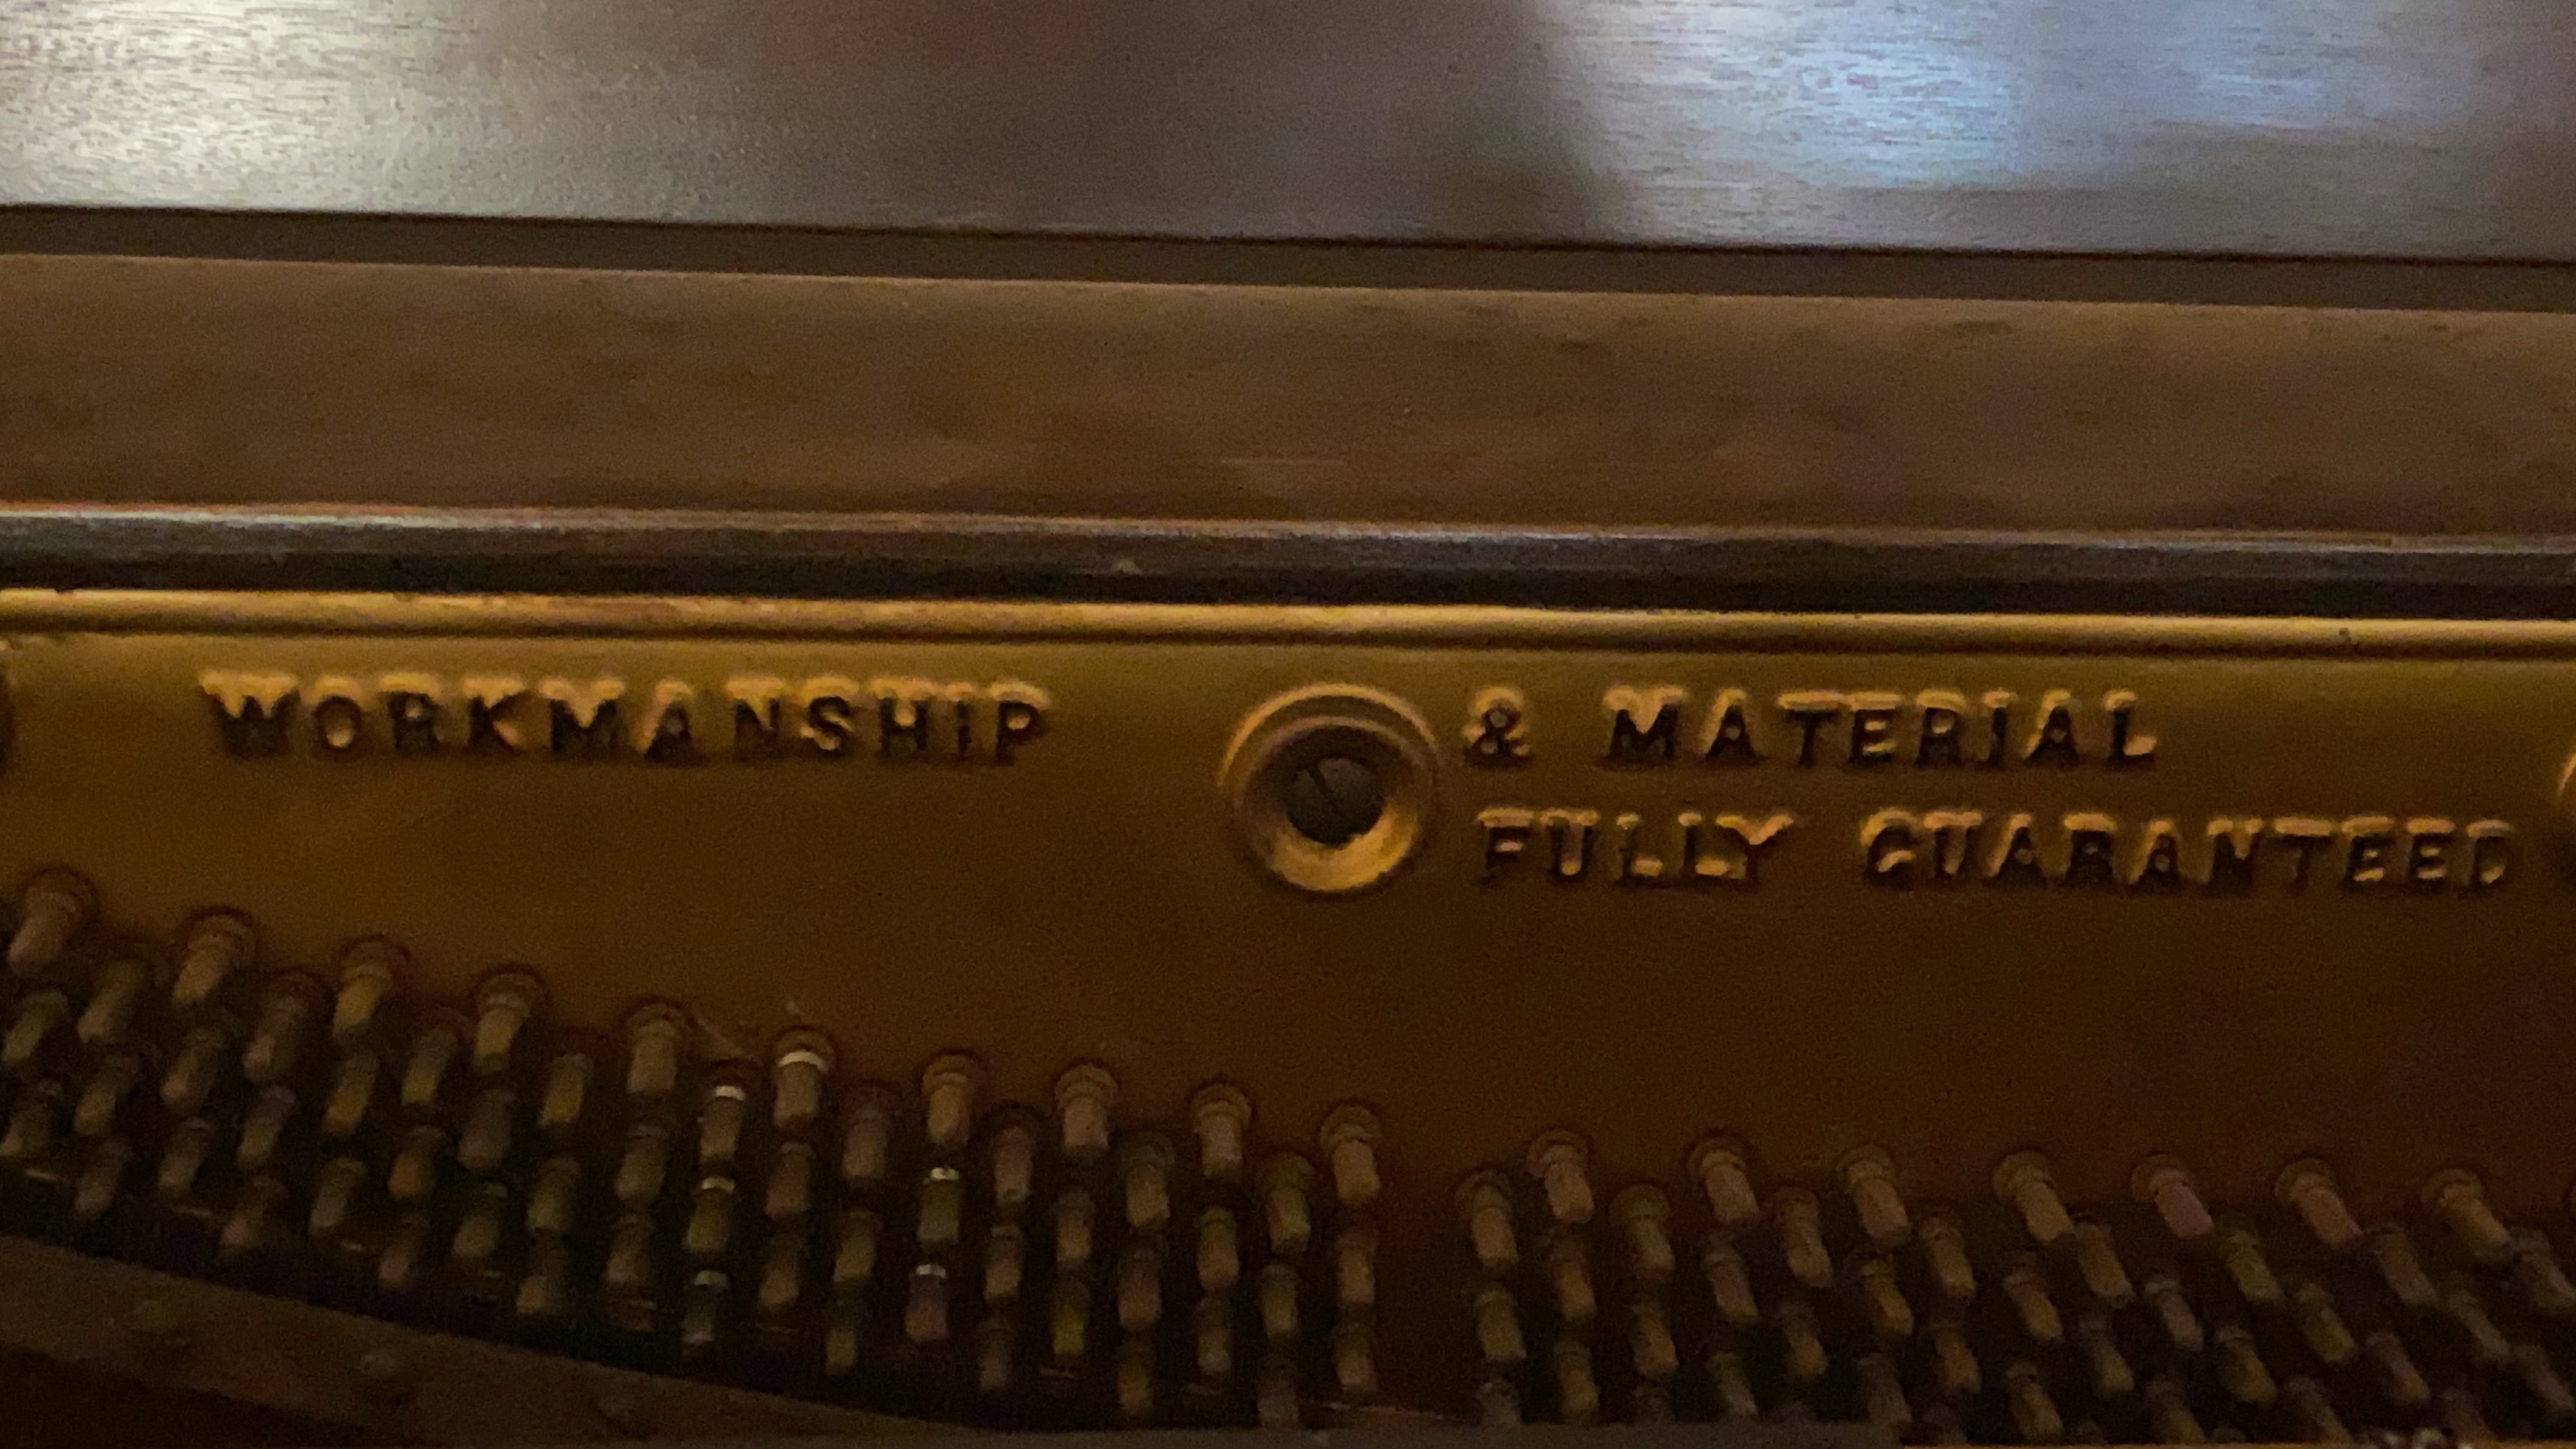 WORKMANSHIP & MATERIAL
FULLY GUARANTEED